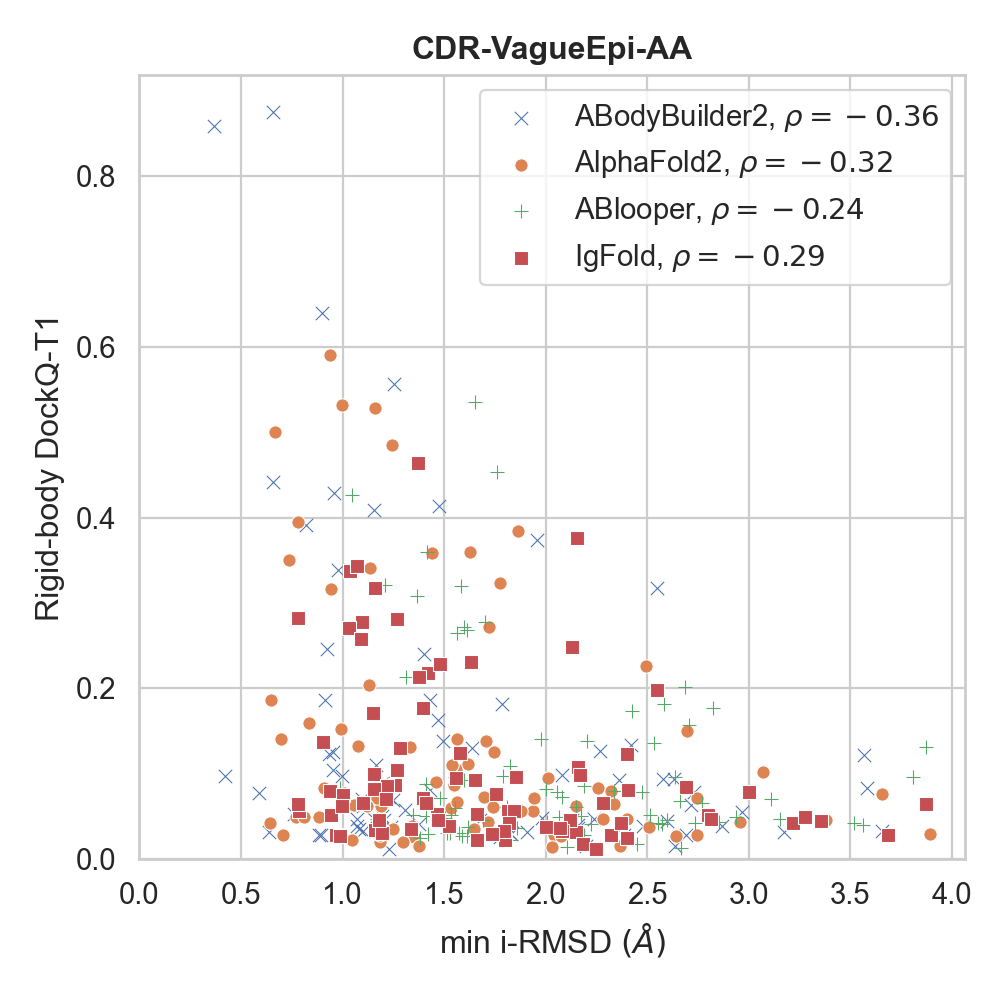 CDR-VagueEpi-AA
ABodyBuilder2, ρ = −0.36
AlphaFold2, ρ = −0.32
ABlooper, ρ = −0.24
IgFold, ρ = −0.29
Rigid-body DockQ-T1
0.8
0.6
0.4
0.2
0.0
0.0 0.5 1.0 1.5 2.0 2.5 3.0 3.5 4.0
min i-RMSD (Å)